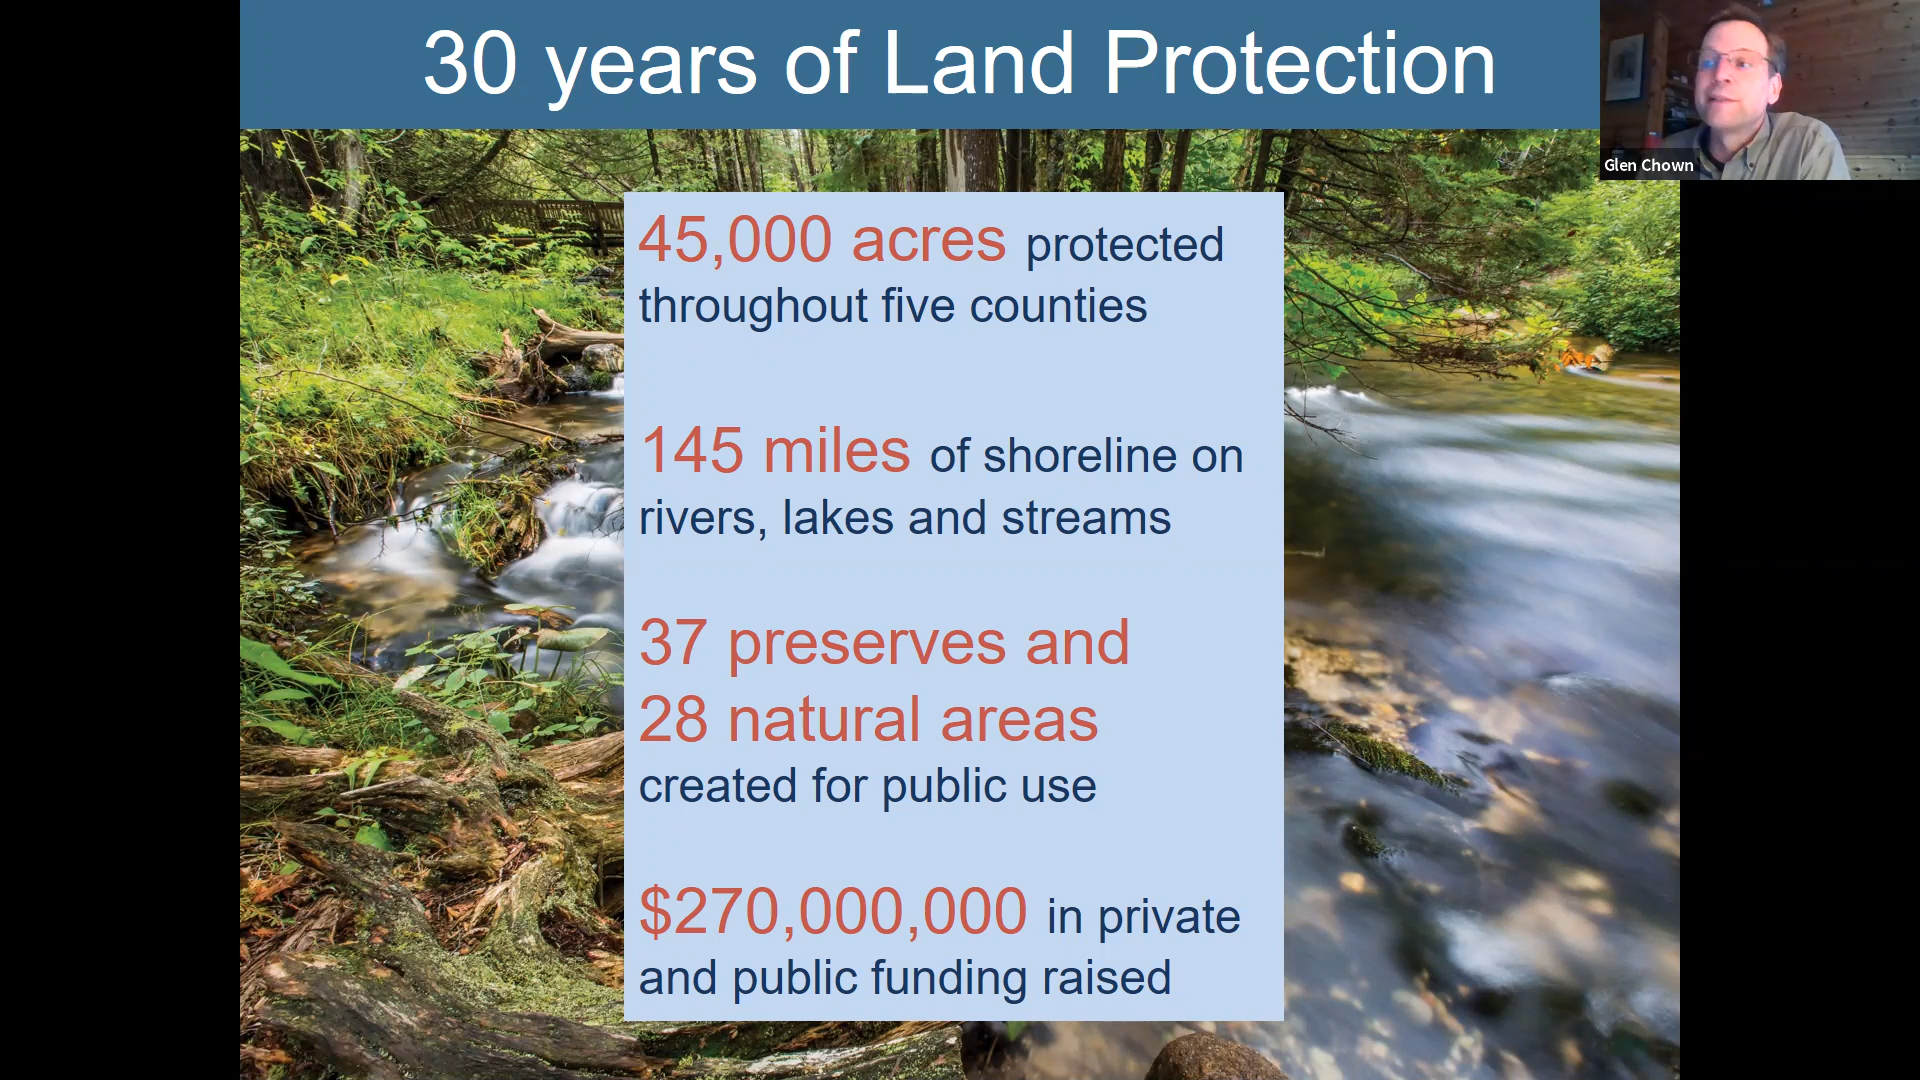 30 years of Land Protection
Glen Chown
45,000 acres protected
throughout five counties
145 miles of shoreline on
rivers, lakes and streams
37 preserves and
28 natural areas
created for public use
$270,000,000 in private
and public funding raised